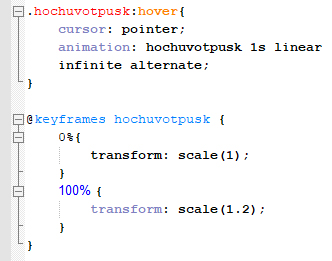 .hochuvotpusk:hover{
cursor: pointer;
animation: hochuvotpusk 1s linear
infinite alternate;
}
@keyframes hochuvotpusk {
0%{
transform: scale(1);
}
100% {
transform: scale(1.2);
}
}